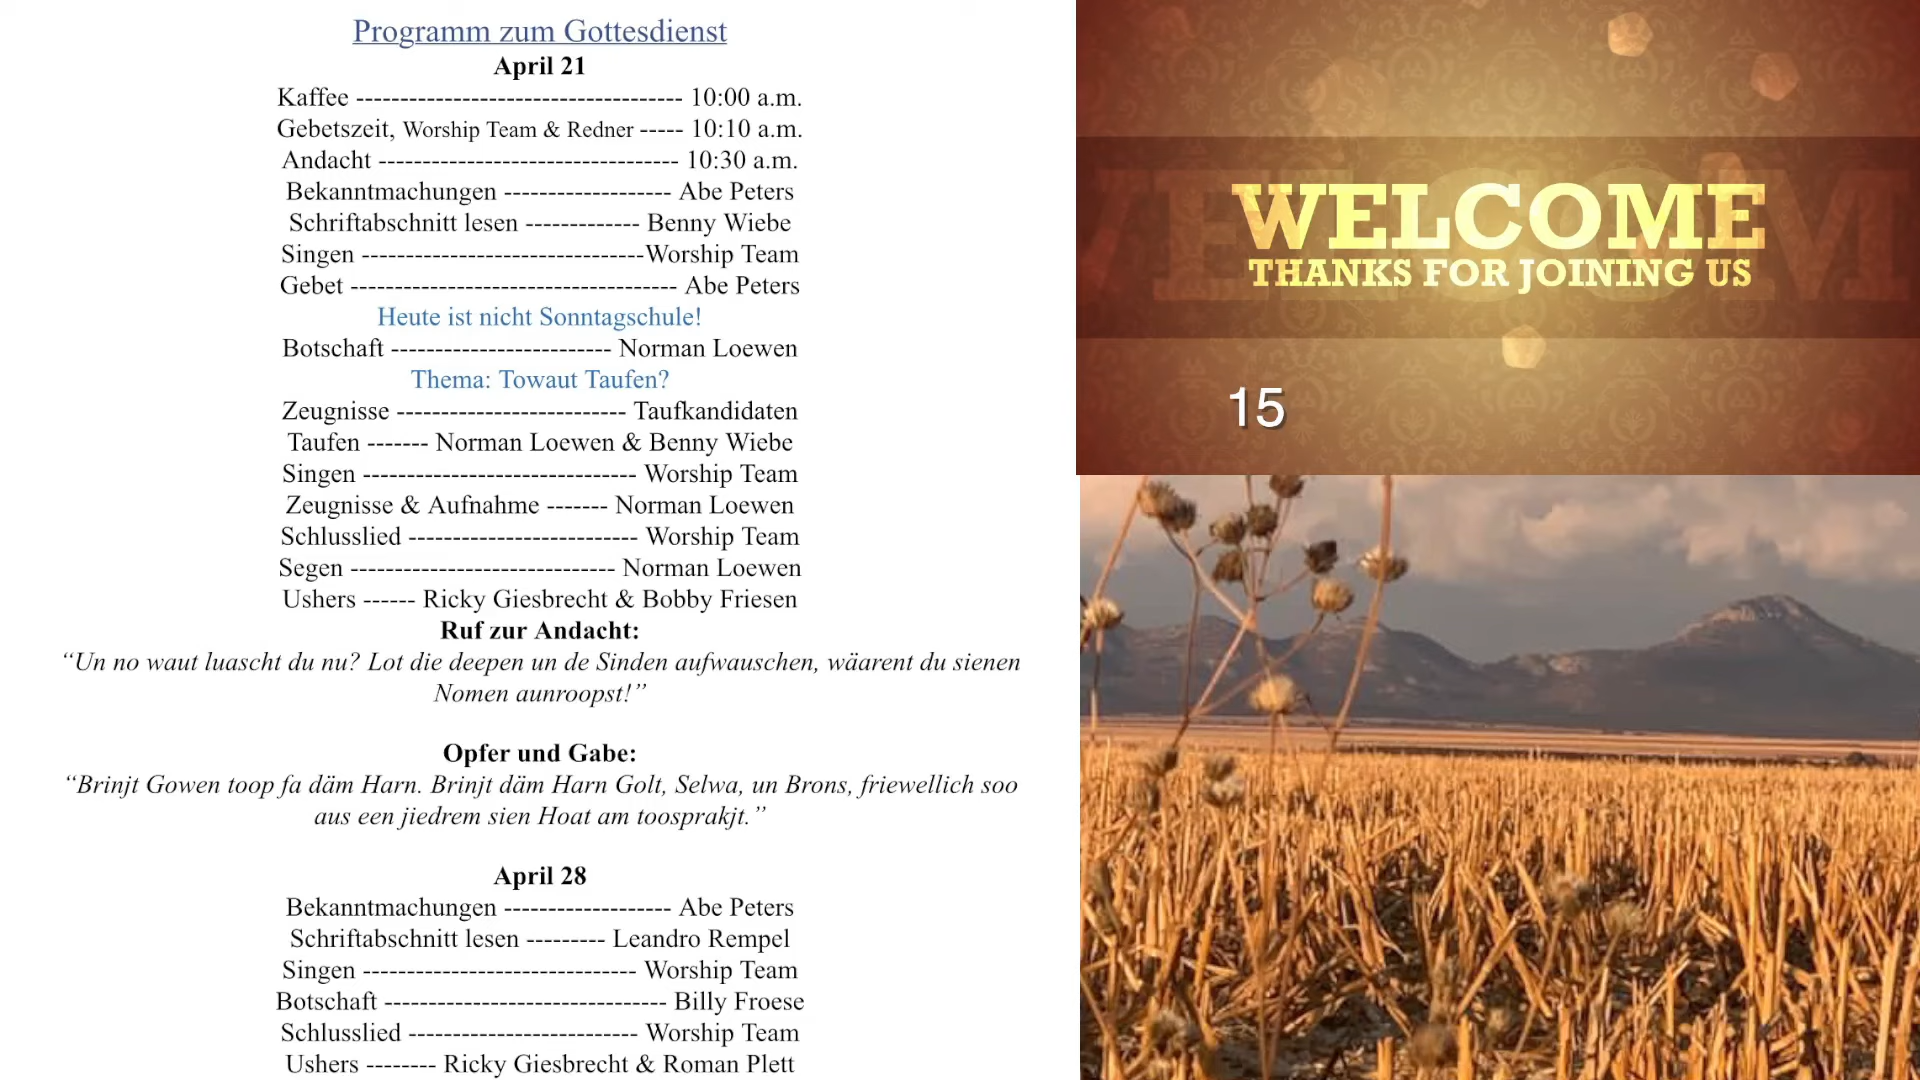 Programm zum Gottesdienst
April 21
Kaffee ------------------------------------- 10:00 a.m.
Gebetszeit, Worship Team & Redner ----- 10:10 a.m.
Andacht ---------------------------------- 10:30 a.m.
Bekanntmachungen ------------------- Abe Peters
Schriftabschnitt lesen ------------- Benny Wiebe
Singen --------------------------------Worship Team
Gebet ------------------------------------- Abe Peters
Heute ist nicht Sonntagschule!
Botschaft ------------------------- Norman Loewen
Thema: Towaut Taufen?
Zeugnisse -------------------------- Taufkandidaten
Taufen ------- Norman Loewen & Benny Wiebe
Singen ------------------------------- Worship Team
Zeugnisse & Aufnahme ------- Norman Loewen
Schlusslied -------------------------- Worship Team
Segen ------------------------------ Norman Loewen
Ushers ------ Ricky Giesbrecht & Bobby Friesen
Ruf zur Andacht:
“Un no waut luascht du nu? Lot die deepen un de Sinden aufwauschen, wäarent du sienen
Nomen aunroopst!”
Opfer und Gabe:
“Brinjt Gowen toop fa däm Harn. Brinjt däm Harn Golt, Selwa, un Brons, friewellich soo
aus een jiedrem sien Hoat am toosprakjt.”
April 28
Bekanntmachungen ------------------- Abe Peters
Schriftabschnitt lesen --------- Leandro Rempel
Singen ------------------------------- Worship Team
Botschaft -------------------------------- Billy Froese
Schlusslied -------------------------- Worship Team
Ushers -------- Ricky Giesbrecht & Roman Plett
WELCOME
THANKS FOR JOINING US
15